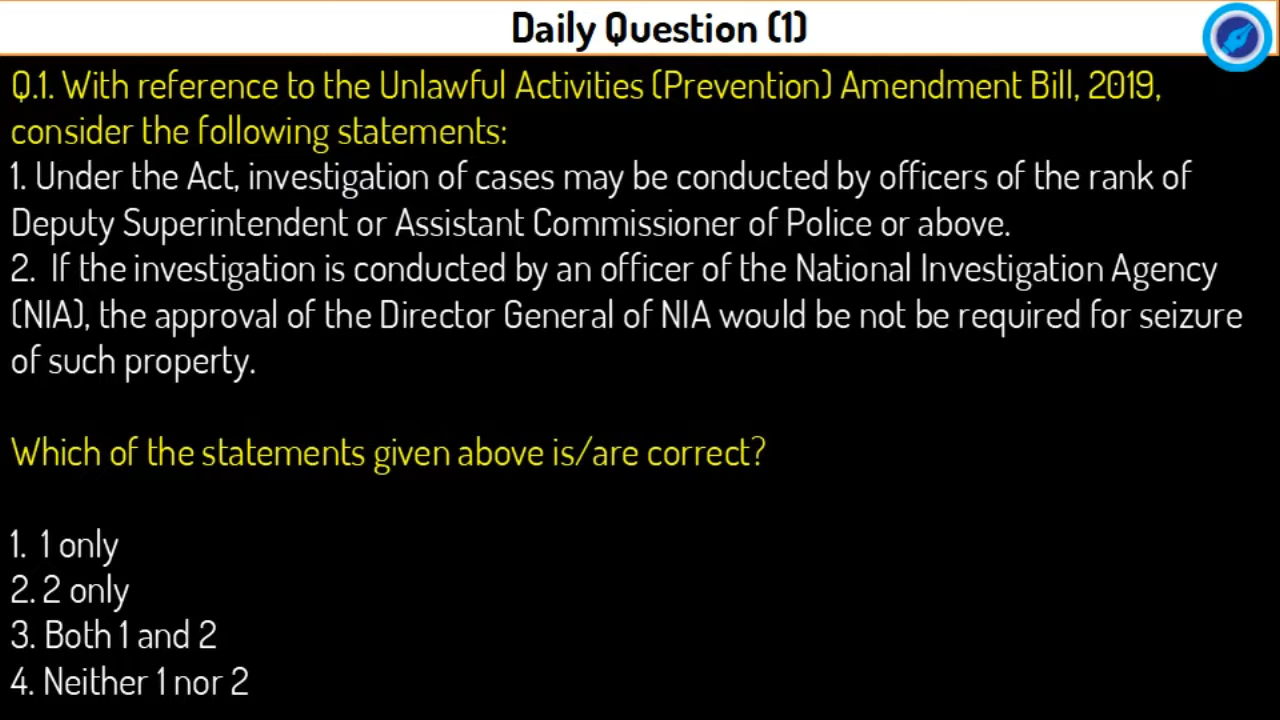 Daily Question (1)
Q.1. With reference to the Unlawful Activities (Prevention) Amendment Bill, 2019,
consider the following statements:
1. Under the Act, investigation of cases may be conducted by officers of the rank of
Deputy Superintendent or Assistant Commissioner of Police or above.
2. If the investigation is conducted by an officer of the National Investigation Agency
(NIA), the approval of the Director General of NIA would be not be required for seizure
of such property.
Which of the statements given above is/are correct?
1. 1 only
2. 2 only
3. Both 1 and 2
4. Neither 1 nor 2